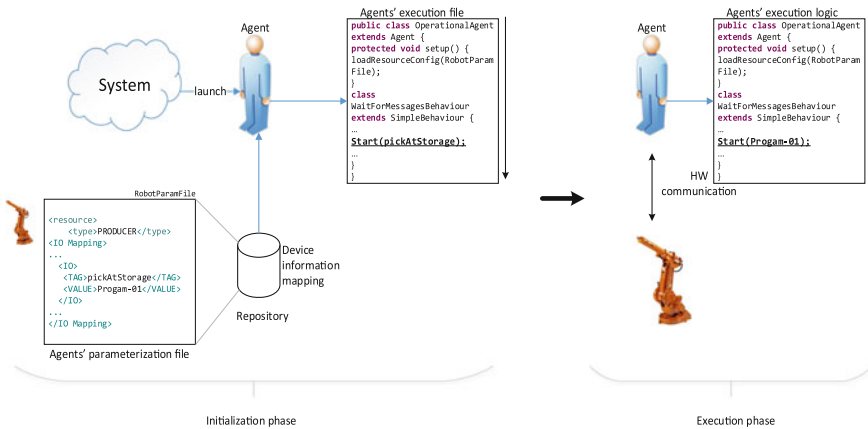 Agents' execution file
Agent
public class OperationalAgent
extends Agent {
protected void setup() {
loadResourceConfig(RobotParam
File);
}
class
WaitForMessagesBehaviour
extends SimpleBehaviour {
…
Start(pickAtStorage);
…
}
}
System
launch
RobotParamFile
<resource>
<type>PRODUCER</type>
<IO Mapping>
...
<IO>
<TAG>pickAtStorage</TAG>
<VALUE>Progam-01</VALUE>
</IO>
...
</IO Mapping>
Agents' parameterization file
Device
information
mapping
Repository
Initialization phase
Agents' execution logic
Agent
public class OperationalAgent
extends Agent {
protected void setup() {
loadResourceConfig(RobotParam
File);
}
class
WaitForMessagesBehaviour
extends SimpleBehaviour {
…
Start(Progam-01);
…
}
}
HW
communication
Execution phase